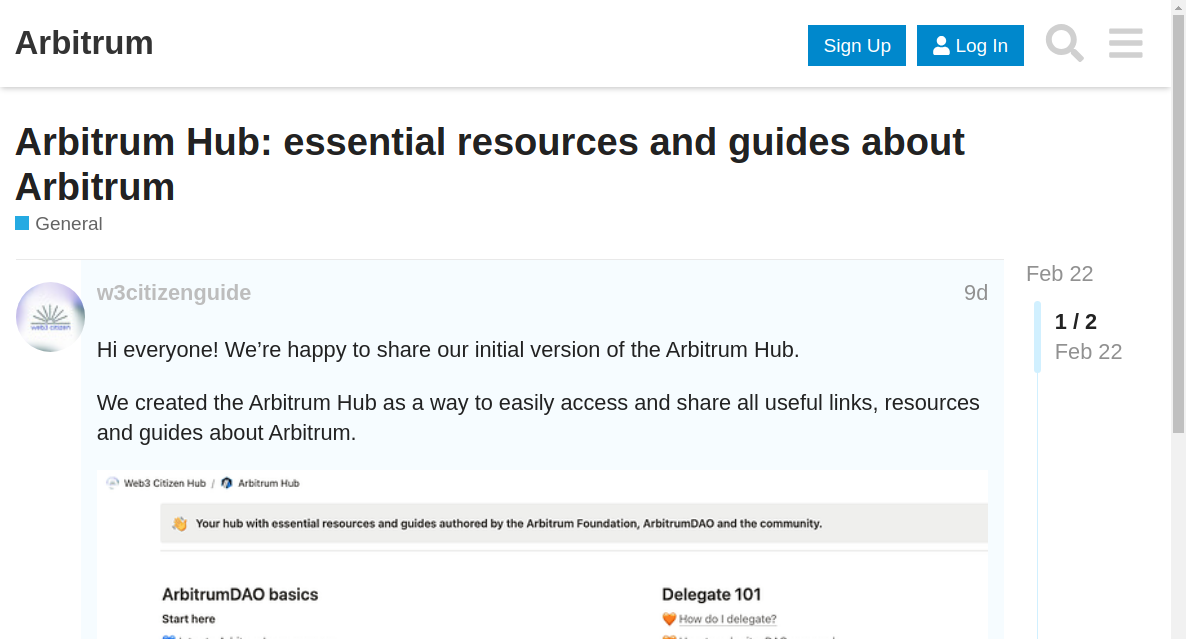 Arbitrum
Sign Up
Log In
Arbitrum Hub: essential resources and guides about
Arbitrum
General
w3citizenguide
9d
Feb 22
1 / 2
Feb 22
web3 citizen
Hi everyone! We’re happy to share our initial version of the Arbitrum Hub.
We created the Arbitrum Hub as a way to easily access and share all useful links, resources
and guides about Arbitrum.
Web3 Citizen Hub / Arbitrum Hub
Your hub with essential resources and guides authored by the Arbitrum Foundation, ArbitrumDAO and the community.
ArbitrumDAO basics
Delegate 101
Start here
How do I delegate?